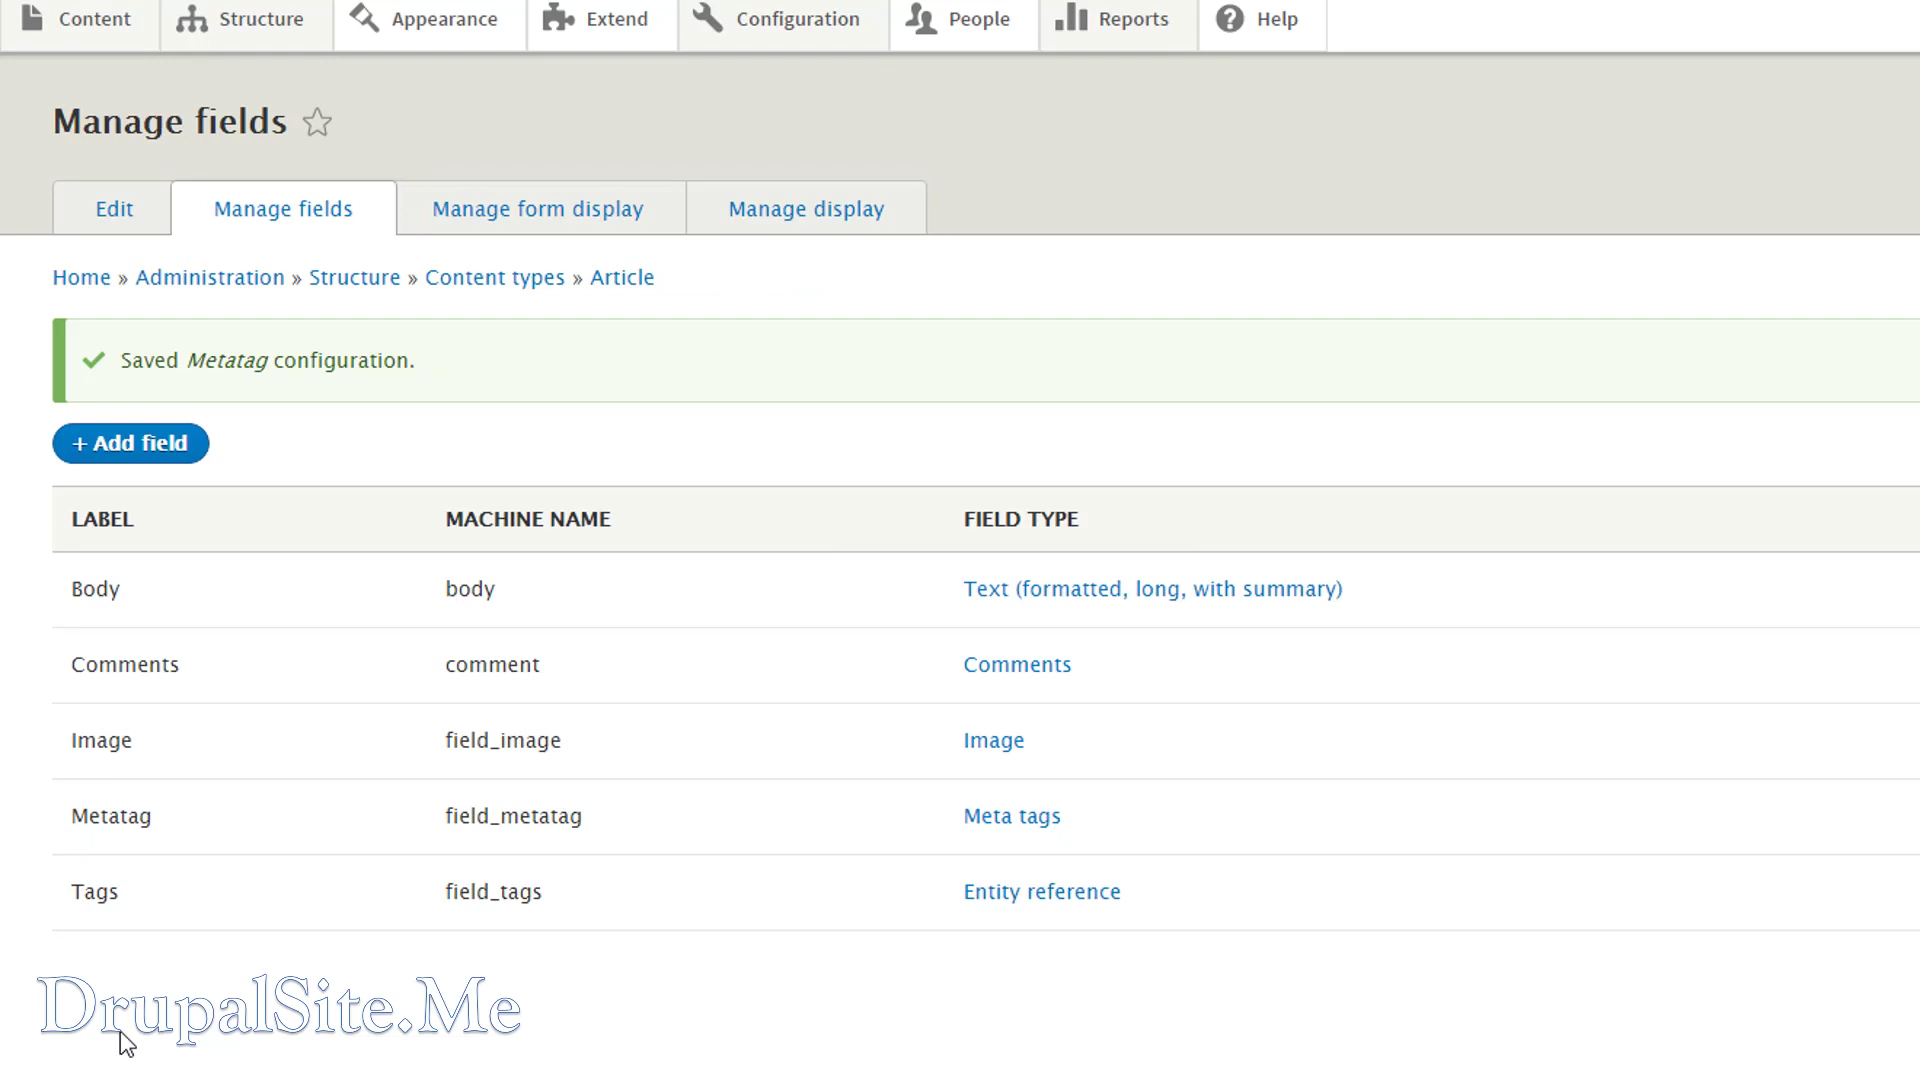 Content Structure Appearance Extend Configuration People Reports Help
Manage fields
Edit Manage fields Manage form display Manage display
Home » Administration » Structure » Content types » Article
Saved Metatag configuration.
+ Add field
LABEL MACHINE NAME FIELD TYPE
Body body Text (formatted, long, with summary)
Comments comment Comments
Image field_image Image
Metatag field_metatag Meta tags
Tags field_tags Entity reference
DrupalSite.Me